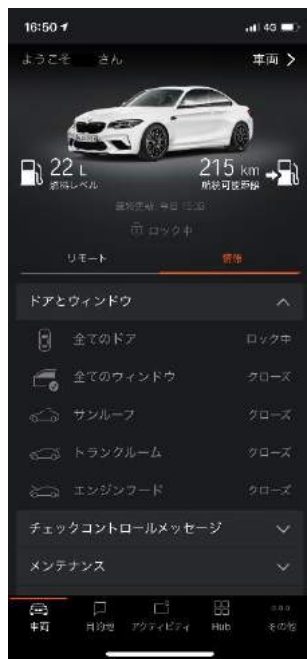 16:50
4G
ようこそ さん
車両
22 L
215 km
燃料レベル
航続可能距離
ロック中
リモート
情報
ドアとウィンドウ
全てのドア
ロック中
全てのウィンドウ
クローズ
サンルーフ
クローズ
トランクルーム
クローズ
エンジンフード
クローズ
チェックコントロールメッセージ
メンテナンス
車両
目的地
アクティビティ
Hub
その他